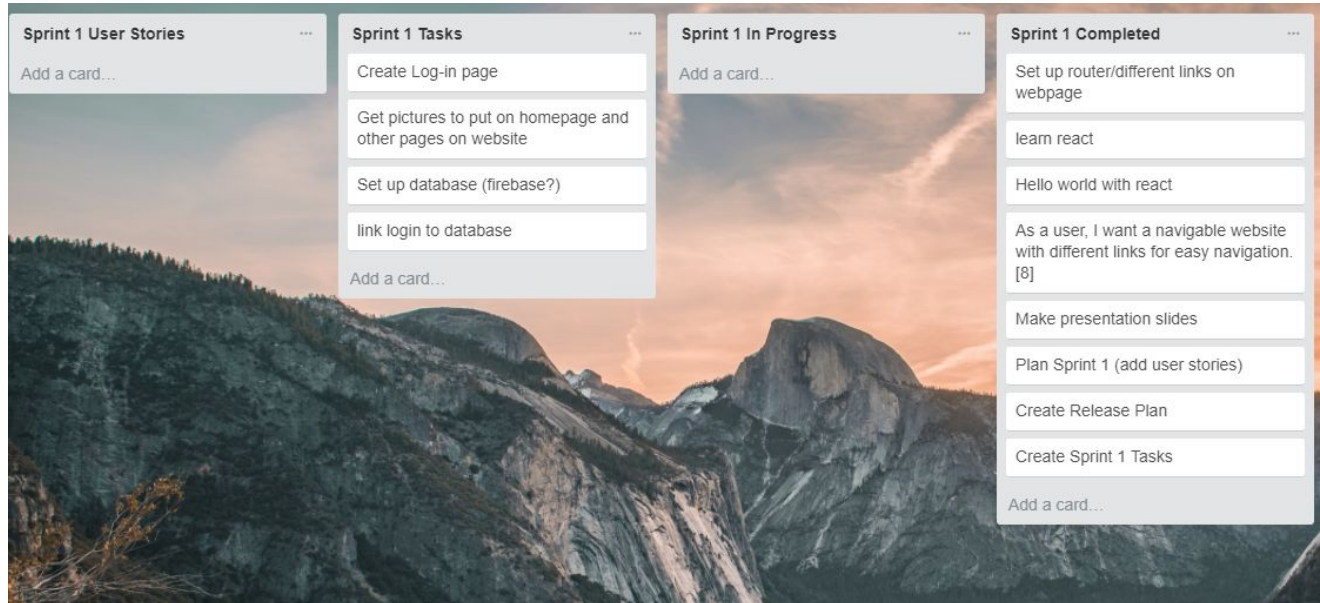 Sprint 1 User Stories
Add a card...
Sprint 1 Tasks
Create Log-in page
Get pictures to put on homepage and
other pages on website
Set up database (firebase?)
link login to database
Add a card...
Sprint 1 In Progress
Add a card...
Sprint 1 Completed
Set up router/different links on
webpage
learn react
Hello world with react
As a user, I want a navigable website
with different links for easy navigation.
[8]
Make presentation slides
Plan Sprint 1 (add user stories)
Create Release Plan
Create Sprint 1 Tasks
Add a card...